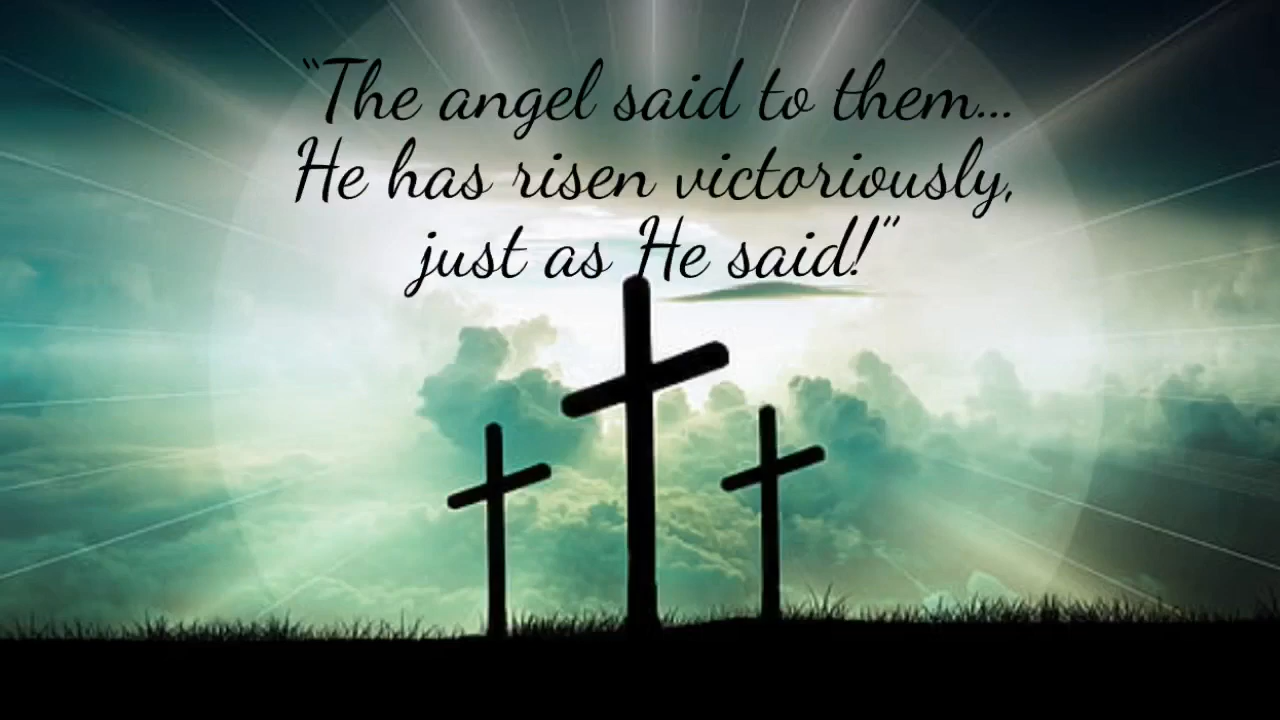 “The angel said to them...
He has risen victoriously,
just as He said!”